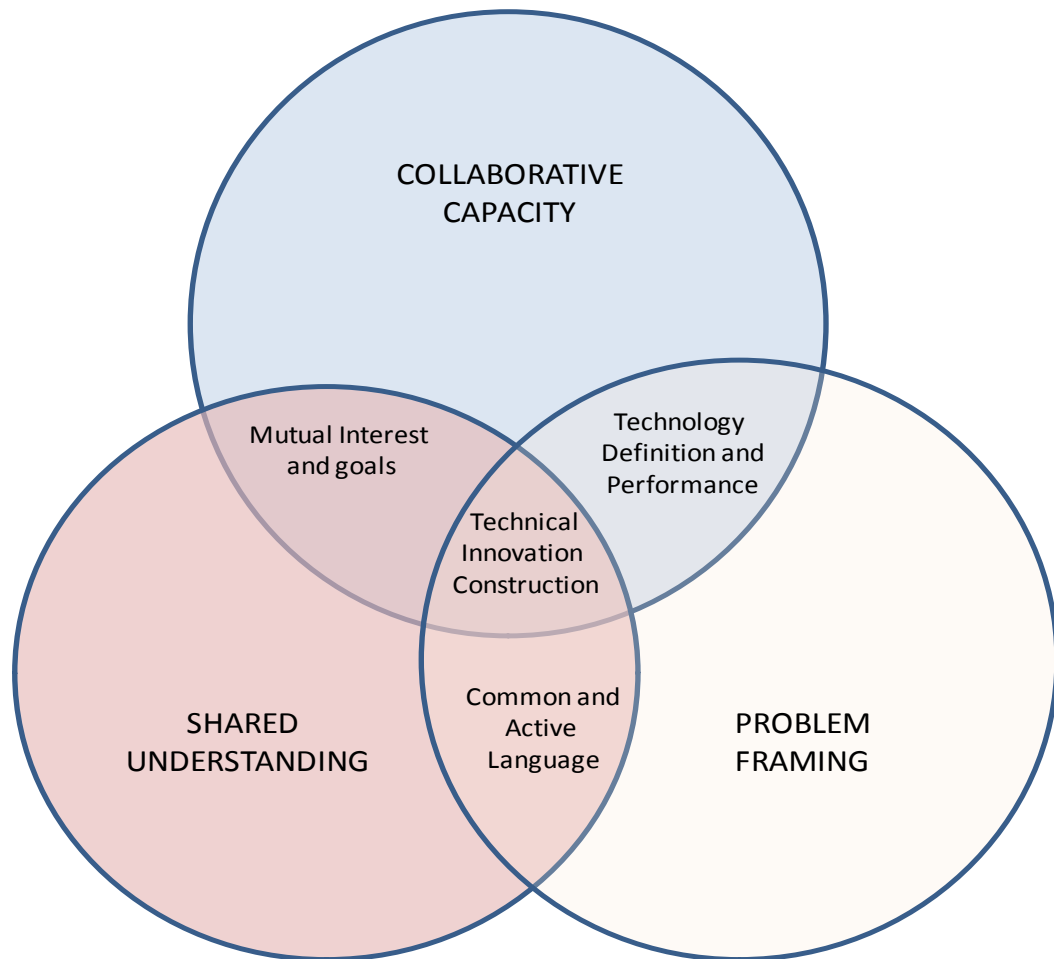 COLLABORATIVE
CAPACITY
Mutual Interest
and goals
Technology
Definition and
Performance
Technical
Innovation
Construction
Common and
Active
Language
SHARED
UNDERSTANDING
PROBLEM
FRAMING